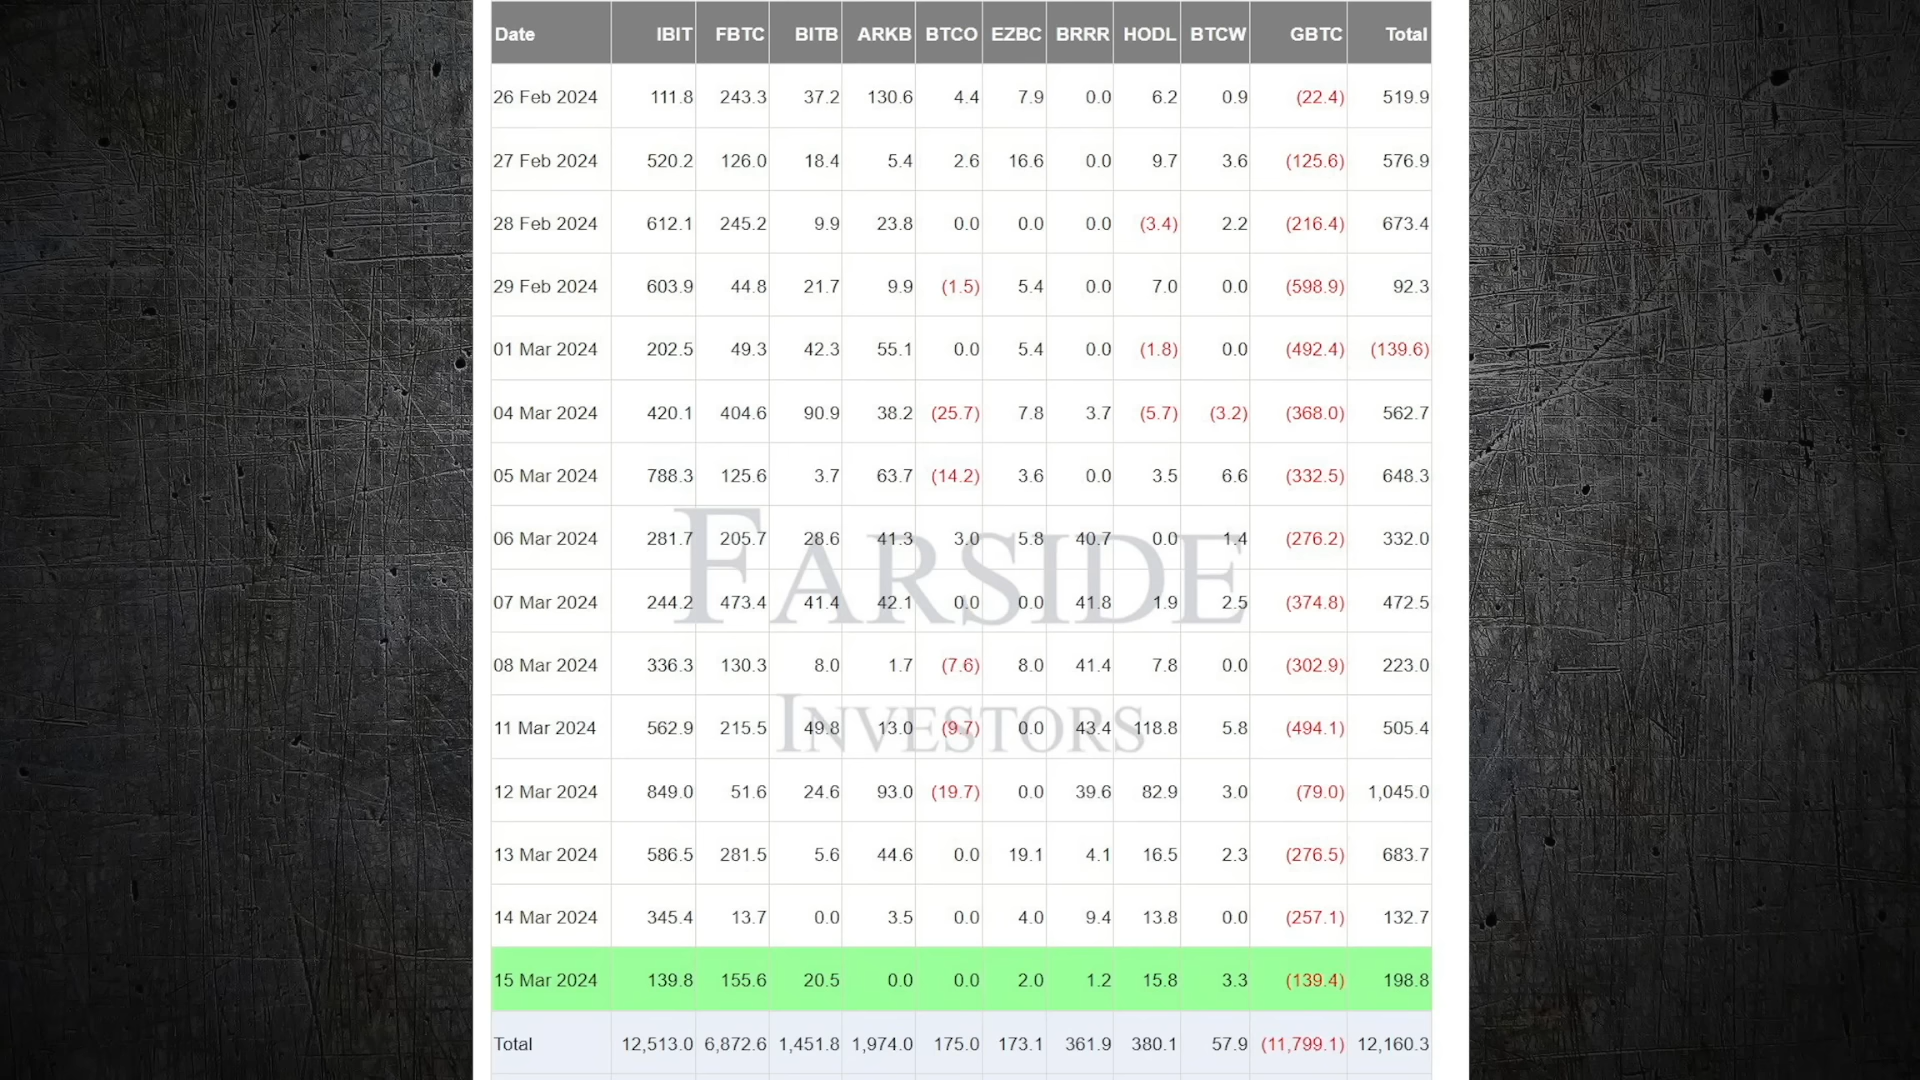 Date IBIT FBTC BITB ARKB BTCO EZBC BRRR HODL BTCW GBTC Total
26 Feb 2024 111.8 243.3 37.2 130.6 4.4 7.9 0.0 6.2 0.9 (22.4) 519.9
27 Feb 2024 520.2 126.0 18.4 5.4 2.6 16.6 0.0 9.7 3.6 (125.6) 576.9
28 Feb 2024 612.1 245.2 9.9 23.8 0.0 0.0 0.0 (3.4) 2.2 (216.4) 673.4
29 Feb 2024 603.9 44.8 21.7 9.9 (1.5) 5.4 0.0 7.0 0.0 (598.9) 92.3
01 Mar 2024 202.5 49.3 42.3 55.1 0.0 5.4 0.0 (1.8) 0.0 (492.4) (139.6)
04 Mar 2024 420.1 404.6 90.9 38.2 (25.7) 7.8 3.7 (5.7) (3.2) (368.0) 562.7
05 Mar 2024 788.3 125.6 3.7 63.7 (14.2) 3.6 0.0 3.5 6.6 (332.5) 648.3
06 Mar 2024 281.7 205.7 28.6 41.3 3.0 5.8 40.7 0.0 1.4 (276.2) 332.0
FARSIDE
07 Mar 2024 244.2 473.4 41.4 42.1 0.0 0.0 41.8 1.9 2.5 (374.8) 472.5
08 Mar 2024 336.3 130.3 8.0 1.7 (7.6) 8.0 41.4 7.8 0.0 (302.9) 223.0
INVESTORS
11 Mar 2024 562.9 215.5 49.8 13.0 (9.7) 0.0 43.4 118.8 5.8 (494.1) 505.4
12 Mar 2024 849.0 51.6 24.6 93.0 (19.7) 0.0 39.6 82.9 3.0 (79.0) 1,045.0
13 Mar 2024 586.5 281.5 5.6 44.6 0.0 19.1 4.1 16.5 2.3 (276.5) 683.7
14 Mar 2024 345.4 13.7 0.0 3.5 0.0 4.0 9.4 13.8 0.0 (257.1) 132.7
15 Mar 2024 139.8 155.6 20.5 0.0 0.0 2.0 1.2 15.8 3.3 (139.4) 198.8
Total 12,513.0 6,872.6 1,451.8 1,974.0 175.0 173.1 361.9 380.1 57.9 (11,799.1) 12,160.3